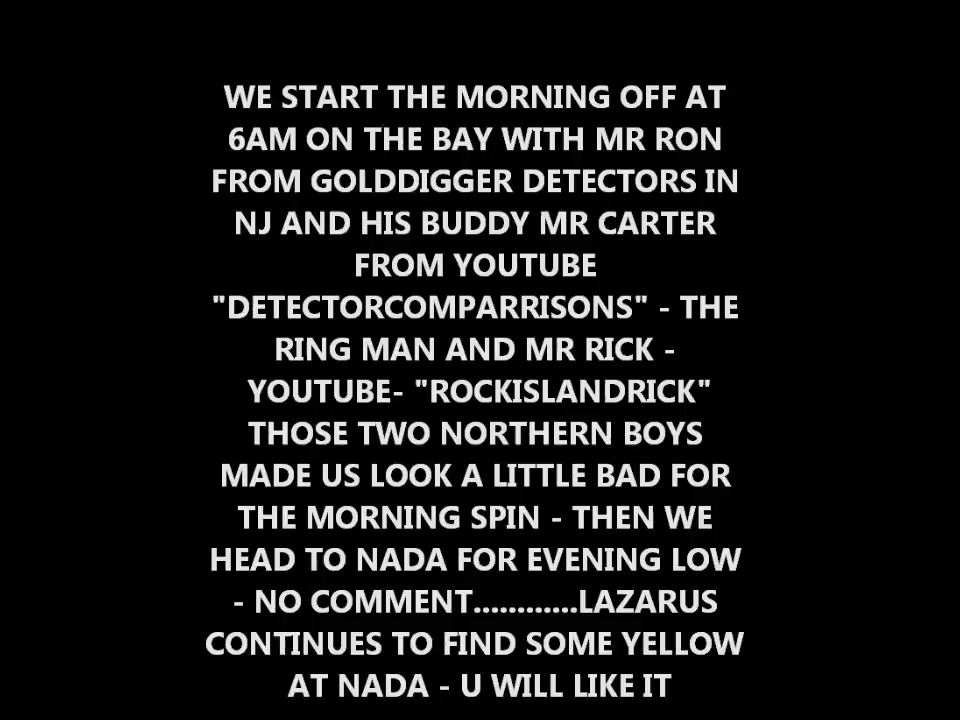 WE START THE MORNING OFF AT
6AM ON THE BAY WITH MR RON
FROM GOLDDIGGER DETECTORS IN
NJ AND HIS BUDDY MR CARTER
FROM YOUTUBE
"DETECTORCOMPARRISONS" - THE
RING MAN AND MR RICK -
YOUTUBE- "ROCKISLANDRICK"
THOSE TWO NORTHERN BOYS
MADE US LOOK A LITTLE BAD FOR
THE MORNING SPIN - THEN WE
HEAD TO NADA FOR EVENING LOW
- NO COMMENT............LAZARUS
CONTINUES TO FIND SOME YELLOW
AT NADA - U WILL LIKE IT